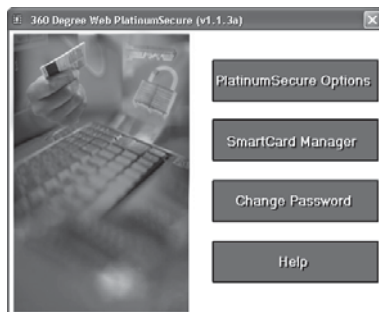 360 Degree Web PlatinumSecure (v1.1.3a)
PlatinumSecure Options
SmartCard Manager
Change Password
Help